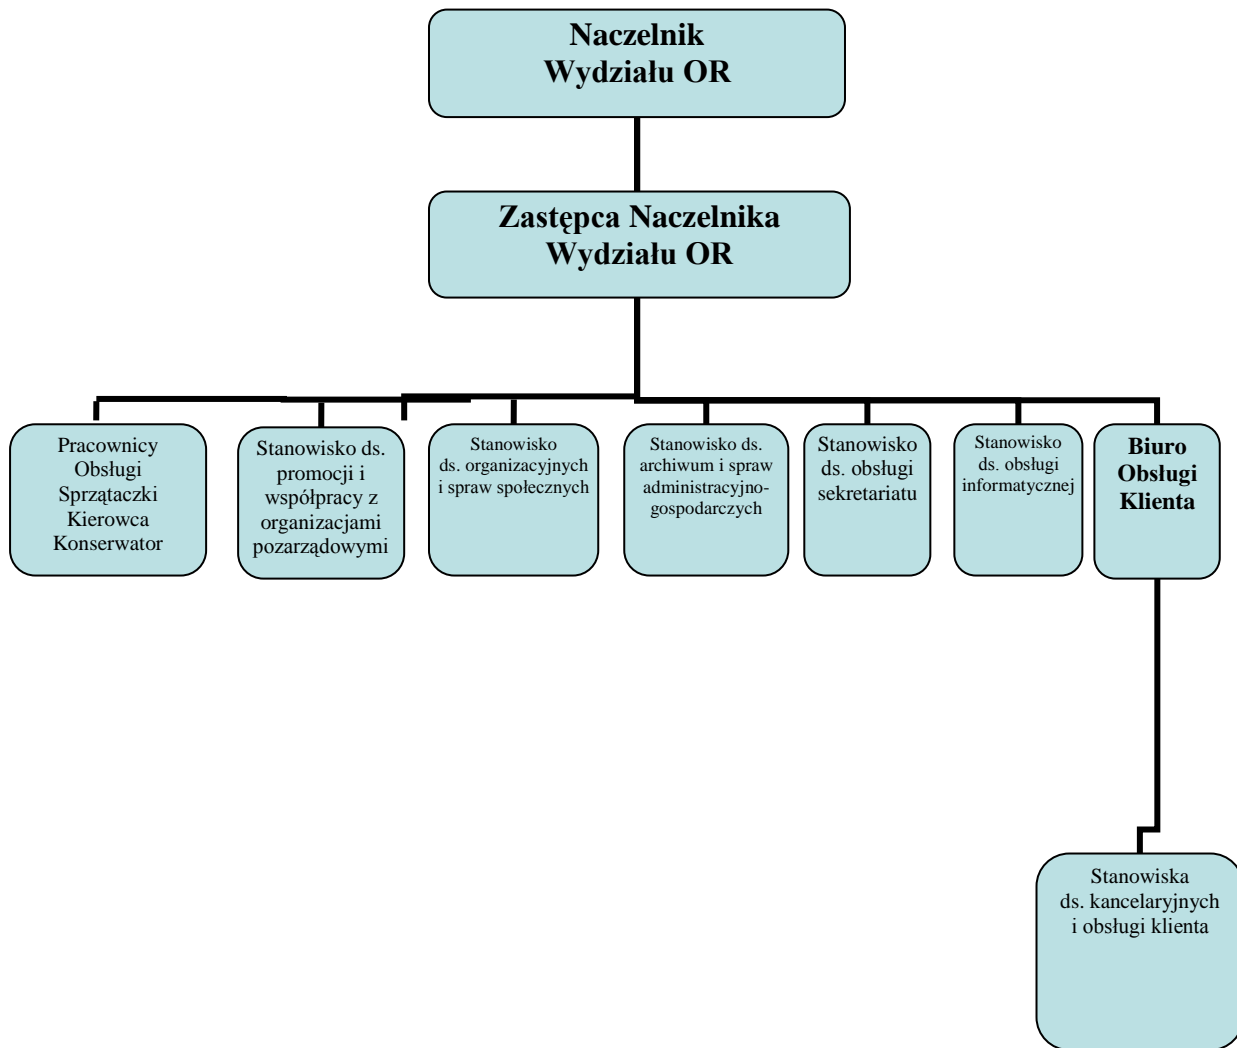 Naczelnik
Wydziału OR
Zastępca Naczelnika
Wydziału OR
Pracownicy
Obsługi
Sprzątaczki
Kierowca
Konserwator
Stanowisko ds.
promocji i
współpracy z
organizacjami
pozarządowymi
Stanowisko
ds. organizacyjnych
i spraw społecznych
Stanowisko ds.
archiwum i spraw
administracyjno-
gospodarczych
Stanowisko
ds. obsługi
sekretariatu
Stanowisko
ds. obsługi
informatycznej
Biuro
Obsługi
Klienta
Stanowiska
ds. kancelaryjnych
i obsługi klienta